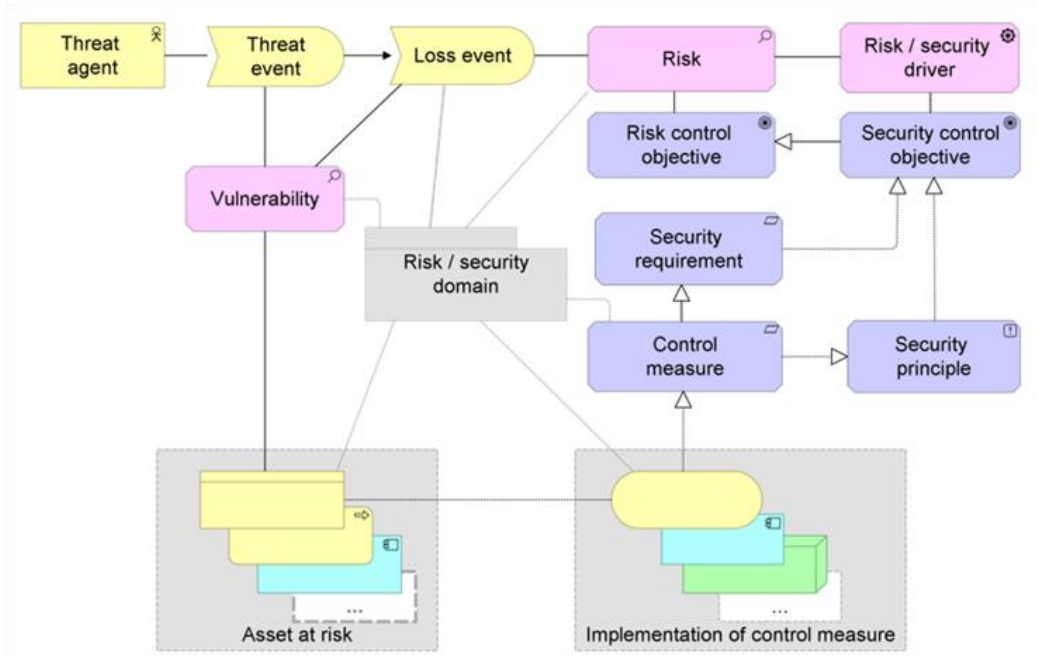 Threat
agent
Threat
event
Loss event
Risk
Risk / security
driver
Risk control
objective
Security control
objective
Vulnerability
Security
requirement
Risk / security
domain
Control
measure
Security
principle
...
Asset at risk
...
Implementation of control measure